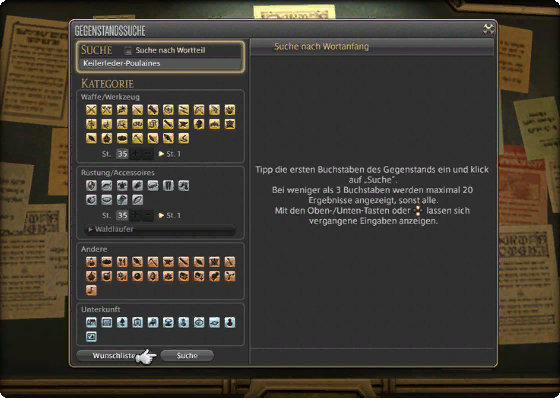 GEGENSTANDSSUCHE
SUCHE Suche nach Wortteil
Keilerleder-Poulaines
KATEGORIE
Waffe/Werkzeug
St. 35 St. 1
Rüstung/Accessoires
St. 35 St. 1
Waldläufer
Andere
Unterkunft
Wunschliste Suche
Suche nach Wortanfang
Tipp die ersten Buchstaben des Gegenstands ein und klick
auf „Suche“.
Bei weniger als 3 Buchstaben werden maximal 20
Ergebnisse angezeigt, sonst alle.
Mit den Oben-/Unten-Tasten oder lassen sich
vergangene Eingaben anzeigen.